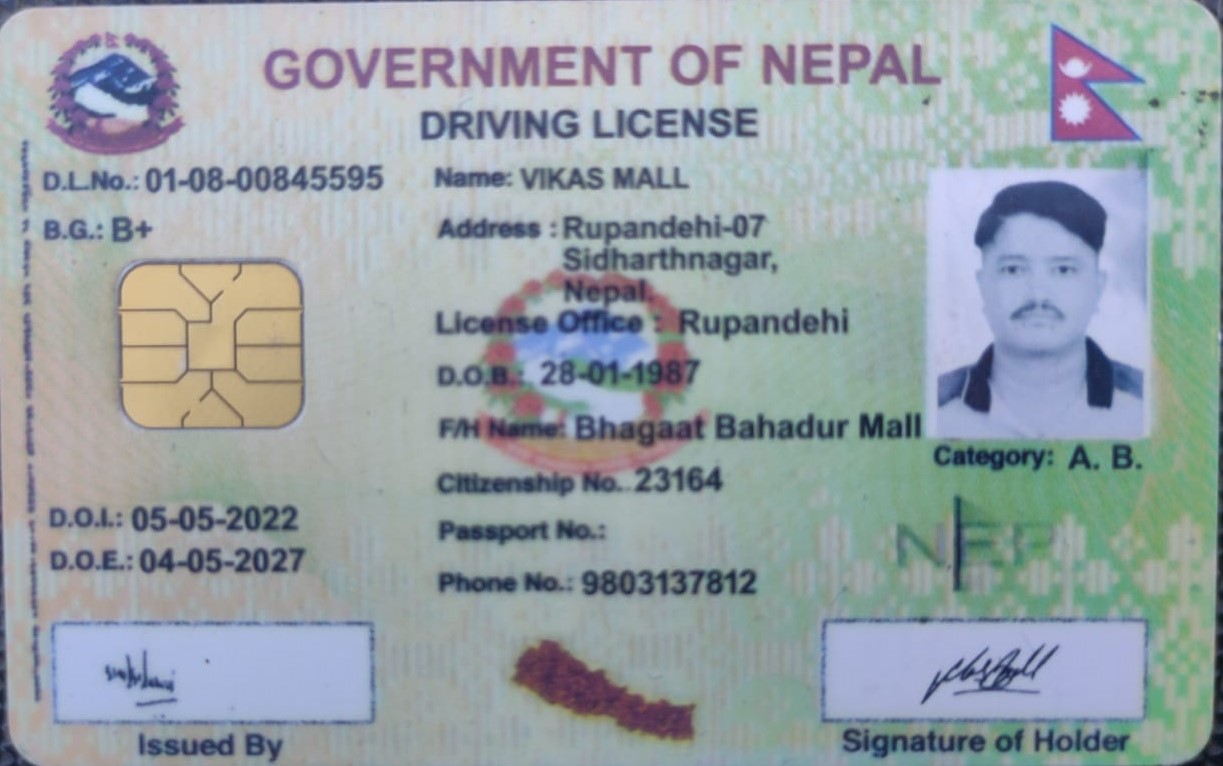 GOVERNMENT OF NEPAL
DRIVING LICENSE
D.L.No.: 01-08-00845595
B.G.: B+
Name: VIKAS MALL
Address : Rupandehi-07
Sidharthnagar,
Nepal.
License Office : Rupandehi
D.O.B.: 28-01-1987
F/H Name: Bhagaat Bahadur Mall
Category: A. B.
Citizenship No. 23164
D.O.I.: 05-05-2022
Passport No.:
NEP
D.O.E.: 04-05-2027
Phone No.: 9803137812
Issued By
Signature of Holder